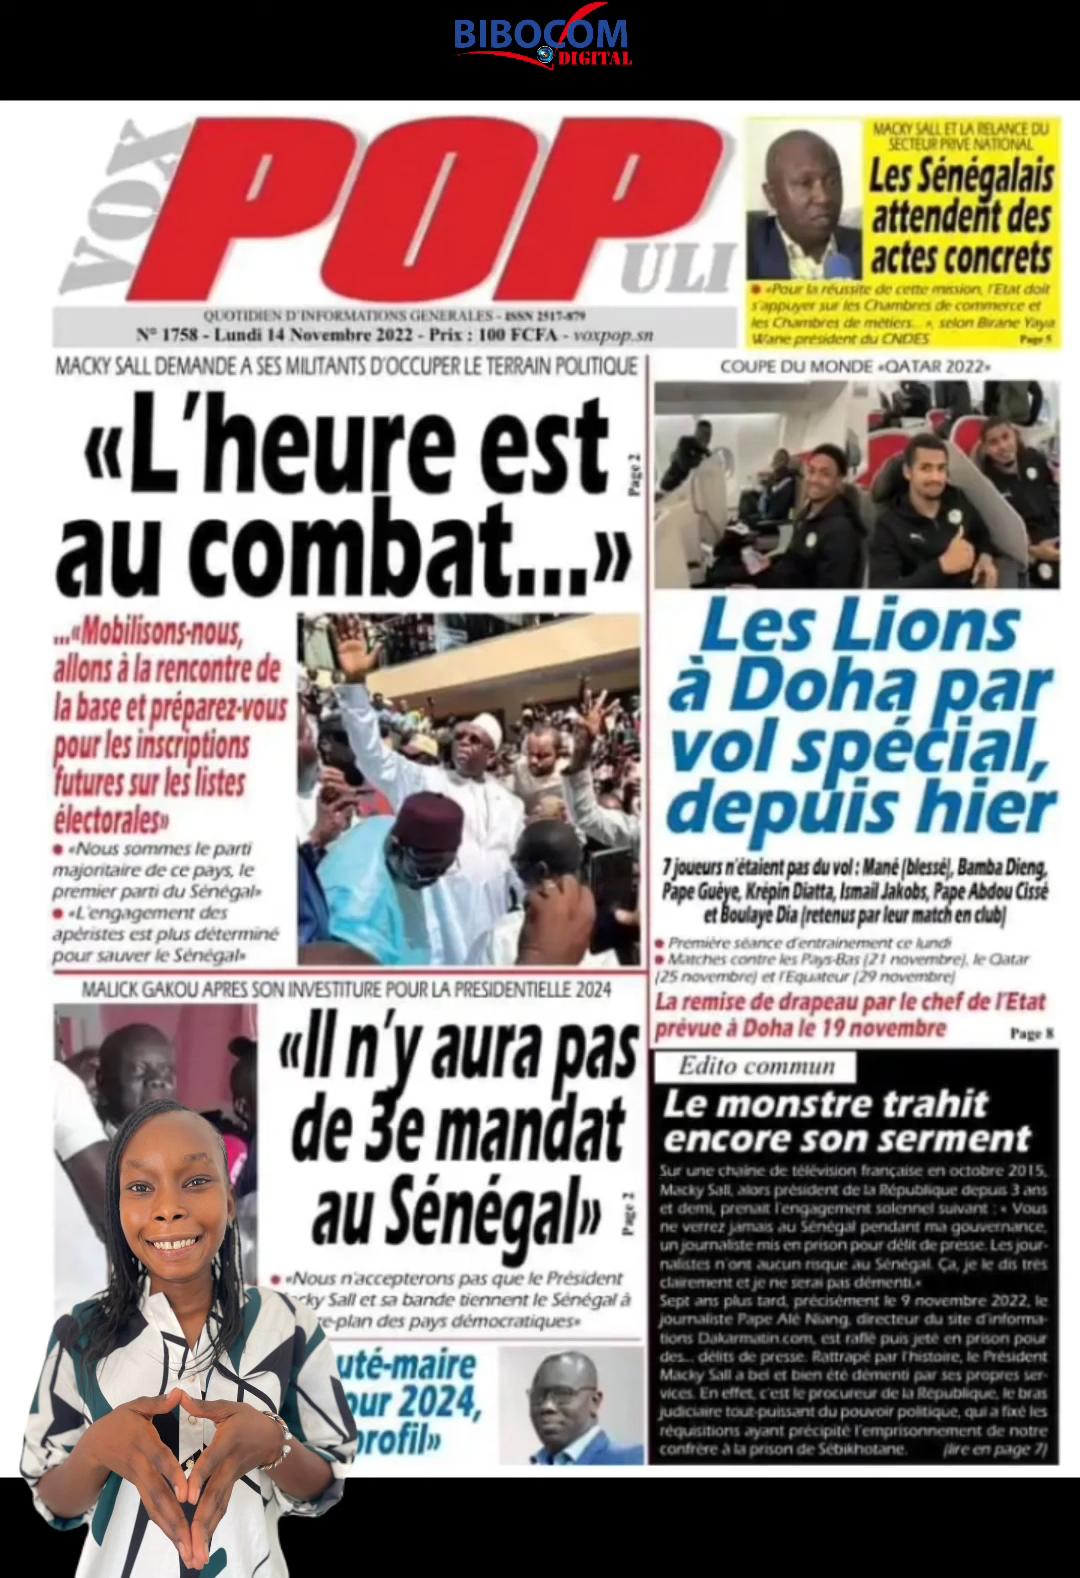 BIBOCOM
DIGITAL
VOX
POP
ULI
QUOTIDIEN D'INFORMATIONS GENERALES - ISSN 2517-879
N° 1758 - Lundi 14 Novembre 2022 - Prix : 100 FCFA - voxpop.sn
MACKY SALL ET LA RELANCE DU
SECTEUR PRIVE NATIONAL
Les Sénégalais
attendent des
actes concrets
«Pour la réussite de cette mission, l'Etat doit
s'appuyer sur les Chambres de commerce et
les Chambres de métiers... », selon Birane Yaya
Wane président du CNDES
Page 5
MACKY SALL DEMANDE A SES MILITANTS D'OCCUPER LE TERRAIN POLITIQUE
«L'heure est
au combat...»
Page 2
...«Mobilisons-nous,
allons à la rencontre de
la base et préparez-vous
pour les inscriptions
futures sur les listes
électorales»
• «Nous sommes le parti
majoritaire de ce pays, le
premier parti du Sénégal»
• «L'engagement des
apéristes est plus déterminé
pour sauver le Sénégal»
COUPE DU MONDE «QATAR 2022»
Les Lions
à Doha par
vol spécial,
depuis hier
7 joueurs n'étaient pas du vol : Mané (blessé), Bamba Dieng,
Pape Guèye, Krépin Diatta, Ismail Jakobs, Pape Abdou Cissé
et Boulaye Dia (retenus par leur match en club)
• Première séance d'entrainement ce lundi
• Matches contre les Pays-Bas (21 novembre), le Qatar
(25 novembre) et l'Equateur (29 novembre)
La remise de drapeau par le chef de l'Etat
prévue à Doha le 19 novembre
Page 8
MALICK GAKOU APRES SON INVESTITURE POUR LA PRESIDENTIELLE 2024
«Il n'y aura pas
de 3e mandat
au Sénégal»
Page 2
• «Nous n'accepterons pas que le Président
cky Sall et sa bande tiennent le Sénégal à
e-plan des pays démocratiques»
uté-maire
our 2024,
profil»
Edito commun
Le monstre trahit
encore son serment
Sur une chaîne de télévision française en octobre 2015,
Macky Sall, alors président de la République depuis 3 ans
et demi, prenait l'engagement solennel suivant : « Vous
ne verrez jamais au Sénégal pendant ma gouvernance,
un journaliste mis en prison pour délit de presse. Les jour-
nalistes n'ont aucun risque au Sénégal. Ça, je le dis très
clairement et je ne serai pas démenti.«
Sept ans plus tard, précisément le 9 novembre 2022, le
journaliste Pape Alé Niang, directeur du site d'informa-
tions Dakarmatin.com, est raflé puis jeté en prison pour
des... délits de presse. Rattrapé par l'histoire, le Président
Macky Sall a bel et bien été démenti par ses propres ser-
vices. En effet, c'est le procureur de la République, le bras
judiciaire tout-puissant du pouvoir politique, qui a fixé les
réquisitions ayant précipité l'emprisonnement de notre
confrère à la prison de Sébikhotane. (lire en page 7)